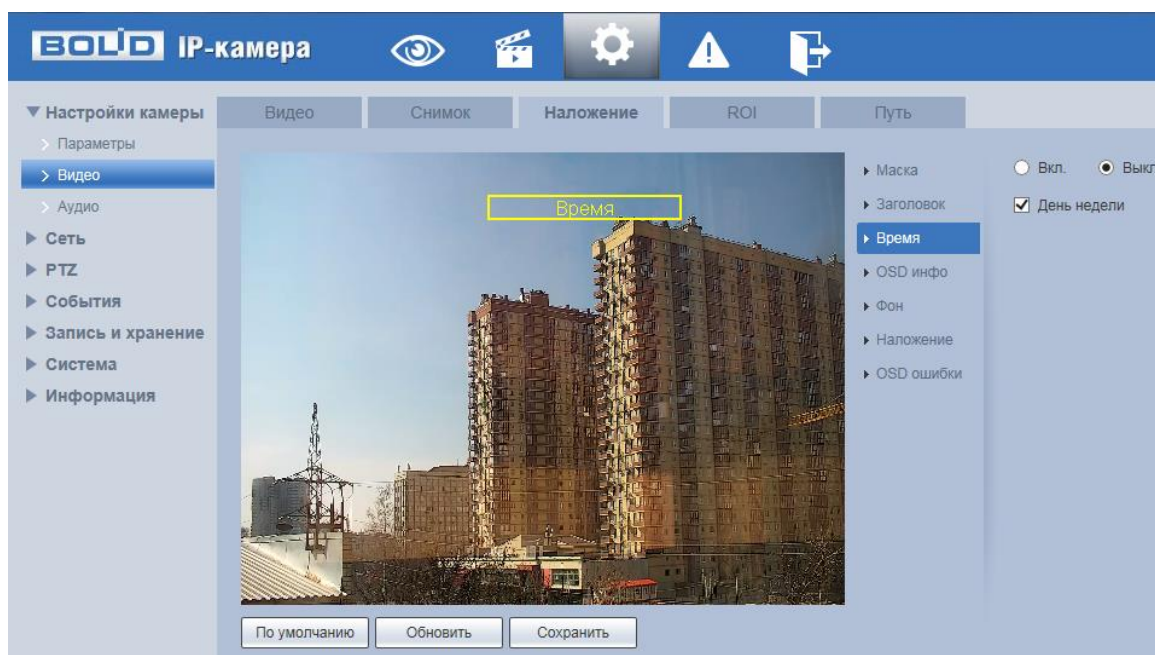 BOLID IP-камера
Настройки камеры
Параметры
Видео
Аудио
Сеть
PTZ
События
Запись и хранение
Система
Информация
Видео Снимок Наложение ROI Путь
Время
Маска
Заголовок
Время
OSD инфо
Фон
Наложение
OSD ошибки
Вкл. Выкл
День недели
По умолчанию Обновить Сохранить